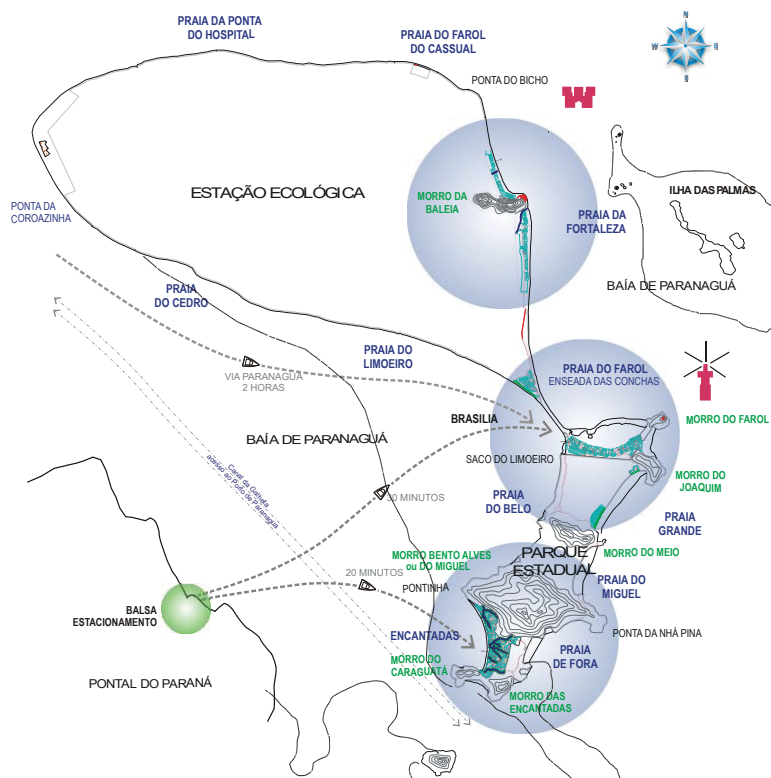 PRAIA DA PONTA
DO HOSPITAL
PRAIA DO FAROL
DO CASSUAL
PONTA DO BICHO
N
W
E
S
ESTAÇÃO ECOLÓGICA
MORRO DA
BALEIA
ILHA DAS PALMAS
PONTA DA
COROAZINHA
PRAIA DA
FORTALEZA
BAÍA DE PARANAGUÁ
PRAIA
DO CEDRO
PRAIA DO
LIMOEIRO
VIA PARANAGUA
2 HORAS
PRAIA DO FAROL
ENSEADA DAS CONCHAS
BRASILIA
MORRO DO FAROL
BAÍA DE PARANAGUÁ
SACO DO LIMOEIRO
MORRO DO
JOAQUIM
Canal da Galheta
acesso ao Porto de Paranagua
30 MINUTOS
PRAIA
DO BELO
PRAIA
GRANDE
MORRO DO MEIO
PARQUE
ESTADUAL
MORRO BENTO ALVES
ou DO MIGUEL
20 MINUTOS
PONTINHA
PRAIA DO
MIGUEL
BALSA
ESTACIONAMENTO
ENCANTADAS
PONTA DA NHÁ PINA
PRAIA
DE FORA
MORRO DO
CARAGUATÁ
PONTAL DO PARANÁ
MORRO DAS
ENCANTADAS